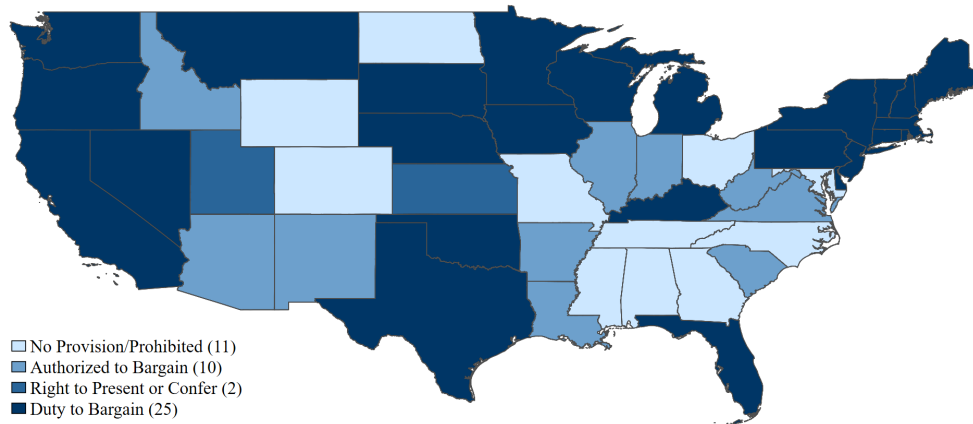 No Provision/Prohibited (11)
Authorized to Bargain (10)
Right to Present or Confer (2)
Duty to Bargain (25)